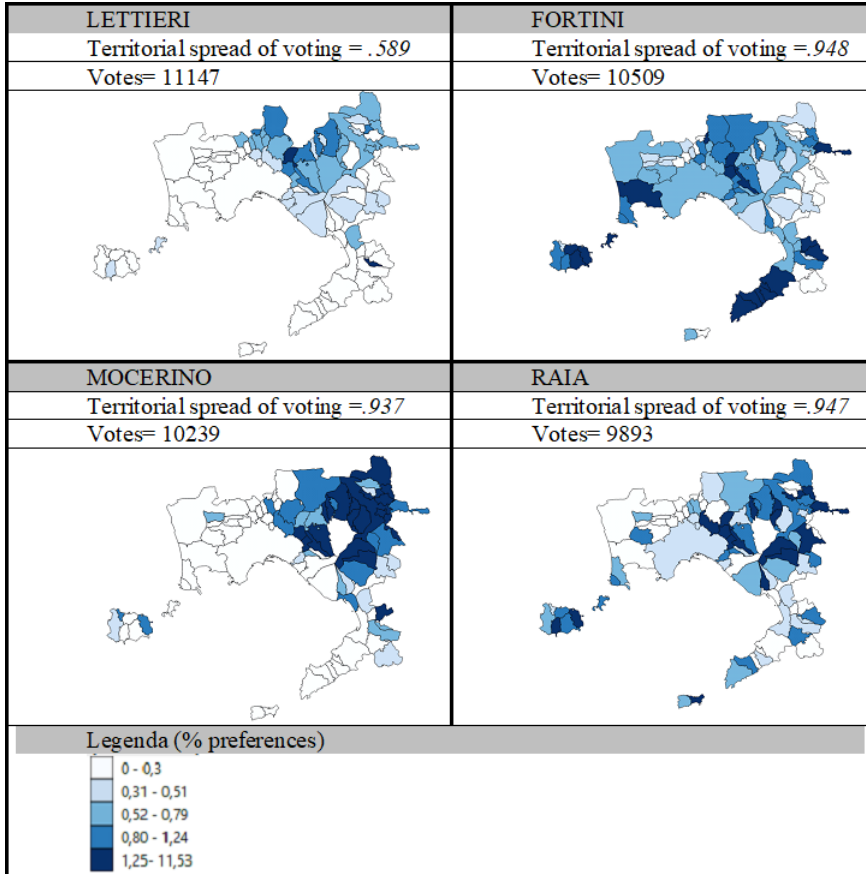 LETTIERI
Territorial spread of voting = .589
Votes= 11147
FORTINI
Territorial spread of voting =.948
Votes= 10509
MOCERINO
Territorial spread of voting =.937
Votes= 10239
RAIA
Territorial spread of voting =.947
Votes= 9893
Legenda (% preferences)
0 - 0,3
0,31 - 0,51
0,52 - 0,79
0,80 - 1,24
1,25- 11,53